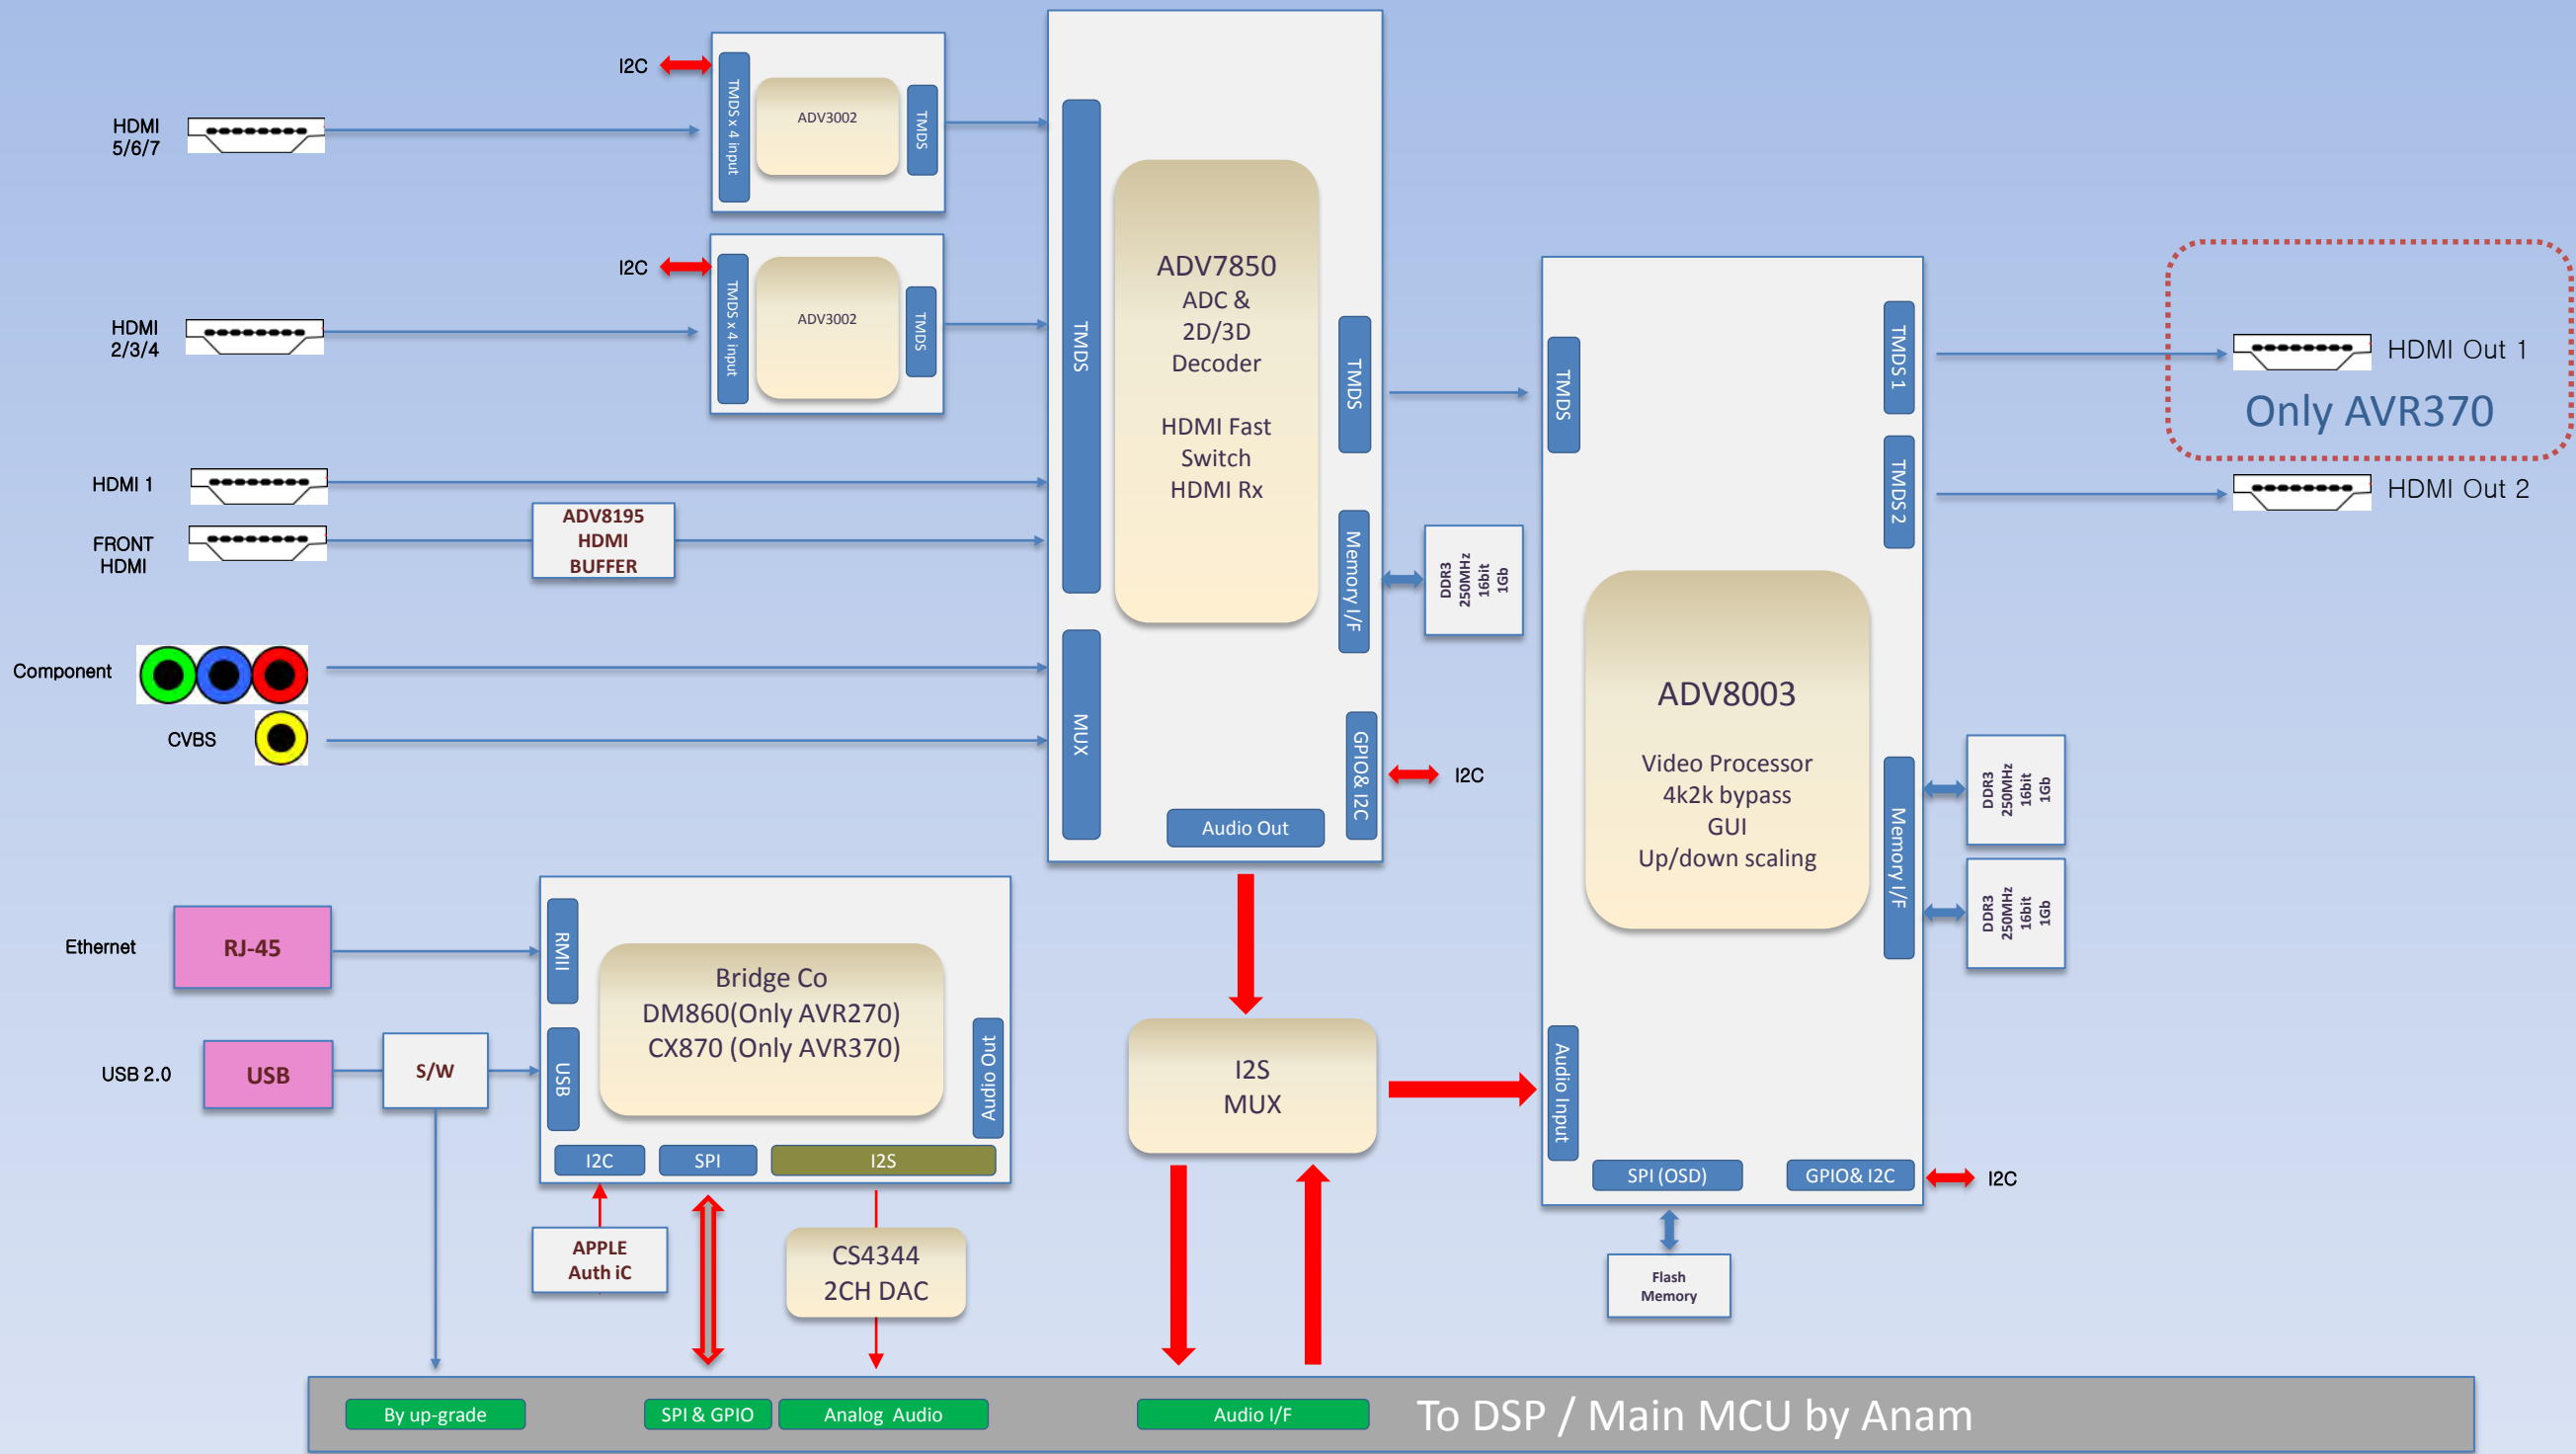 I2C
HDMI
5/6/7
TMDS x 4 input
ADV3002
TMDS
I2C
HDMI
2/3/4
TMDS x 4 input
ADV3002
TMDS
HDMI 1
FRONT
HDMI
ADV8195
HDMI
BUFFER
Component
CVBS
TMDS
MUX
ADV7850
ADC &
2D/3D
Decoder
HDMI Fast
Switch
HDMI Rx
TMDS
Memory I/F
GPIO& I2C
Audio Out
DDR3
250MHz
16bit
1Gb
I2C
TMDS
Audio Input
ADV8003
Video Processor
4k2k bypass
GUI
Up/down scaling
TMDS1
TMDS 2
Memory I/F
SPI (OSD)
GPIO& I2C
I2C
HDMI Out 1
Only AVR370
HDMI Out 2
DDR3
250MHz
16bit
1Gb
DDR3
250MHz
16bit
1Gb
Flash
Memory
Ethernet
RJ-45
USB 2.0
USB
S/W
RMII
USB
Bridge Co
DM860(Only AVR270)
CX870 (Only AVR370)
Audio Out
I2C
SPI
I2S
APPLE
Auth iC
CS4344
2CH DAC
I2S
MUX
By up-grade
SPI & GPIO
Analog Audio
Audio I/F
To DSP / Main MCU by Anam